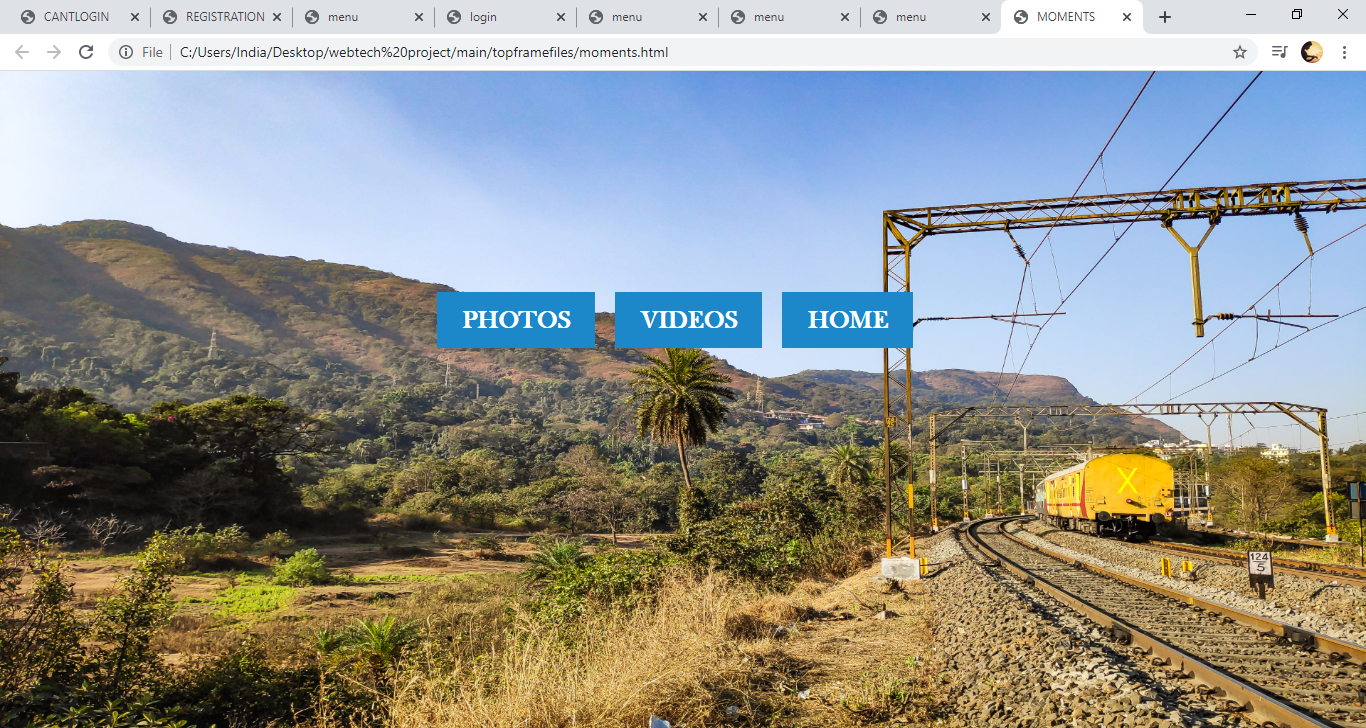 CANTLOGIN REGISTRATION menu login menu menu menu MOMENTS
File C:/Users/India/Desktop/webtech%20project/main/topframefiles/moments.html
PHOTOS VIDEOS HOME
124
5